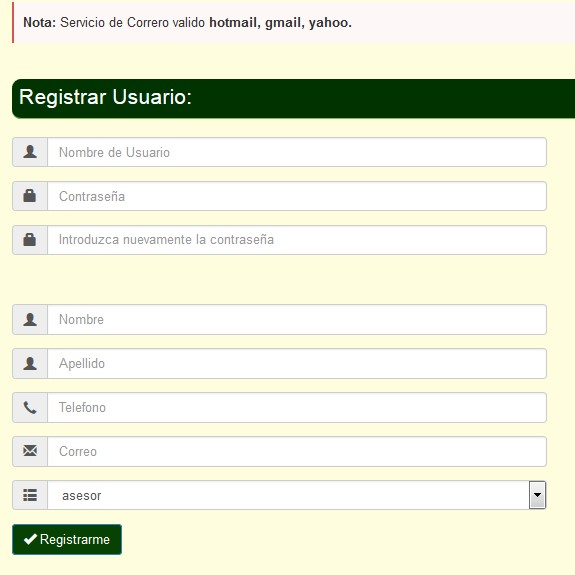 Nota: Servicio de Correro valido hotmail, gmail, yahoo.
Registrar Usuario:
Nombre de Usuario
Contraseña
Introduzca nuevamente la contraseña
Nombre
Apellido
Telefono
Correo
asesor
Registrarme